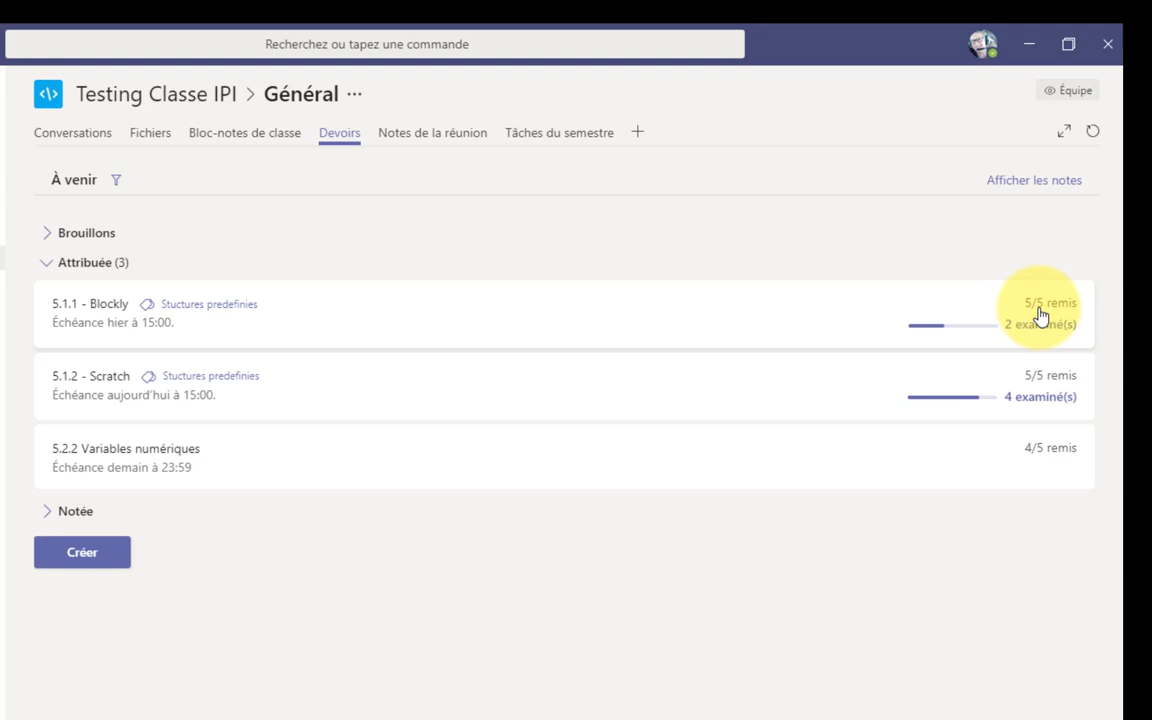 Recherchez ou tapez une commande
Testing Classe IPI > Général ···
Équipe
Conversations Fichiers Bloc-notes de classe Devoirs Notes de la réunion Tâches du semestre +
À venir
Afficher les notes
Brouillons
Attribuée (3)
5.1.1 - Blockly Stuctures predefinies
5/5 remis
Échéance hier à 15:00.
2 examiné(s)
5.1.2 - Scratch Stuctures predefinies
5/5 remis
Échéance aujourd'hui à 15:00.
4 examiné(s)
5.2.2 Variables numériques
4/5 remis
Échéance demain à 23:59
Notée
Créer